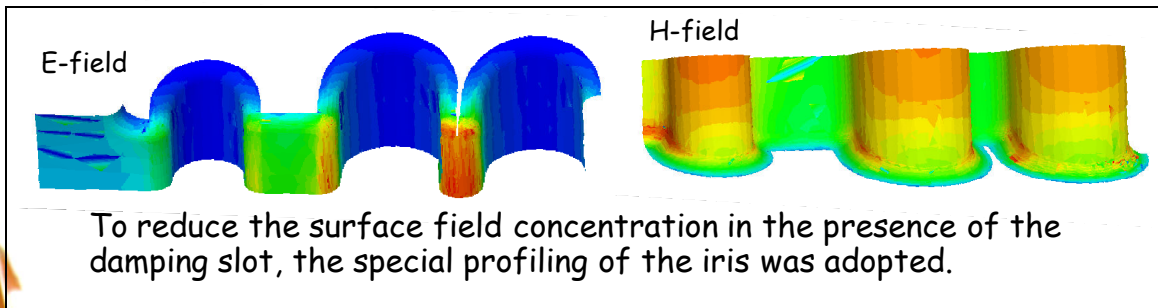 E-field
H-field
To reduce the surface field concentration in the presence of the
damping slot, the special profiling of the iris was adopted.